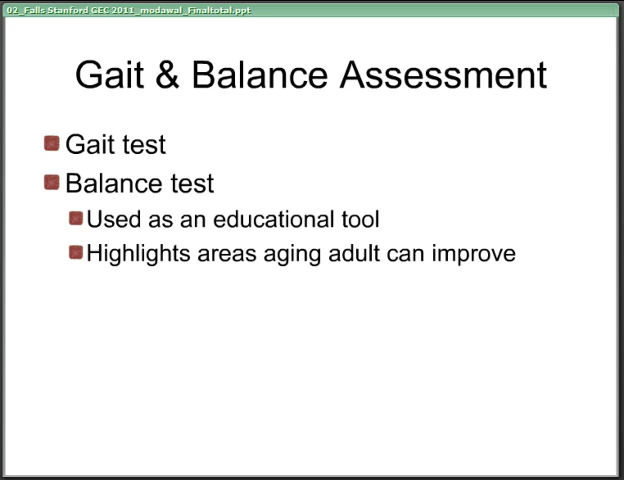 02_Falls Stanford GEC 2011_modawal_Finaltotal.ppt
Gait & Balance Assessment
Gait test
Balance test
Used as an educational tool
Highlights areas aging adult can improve